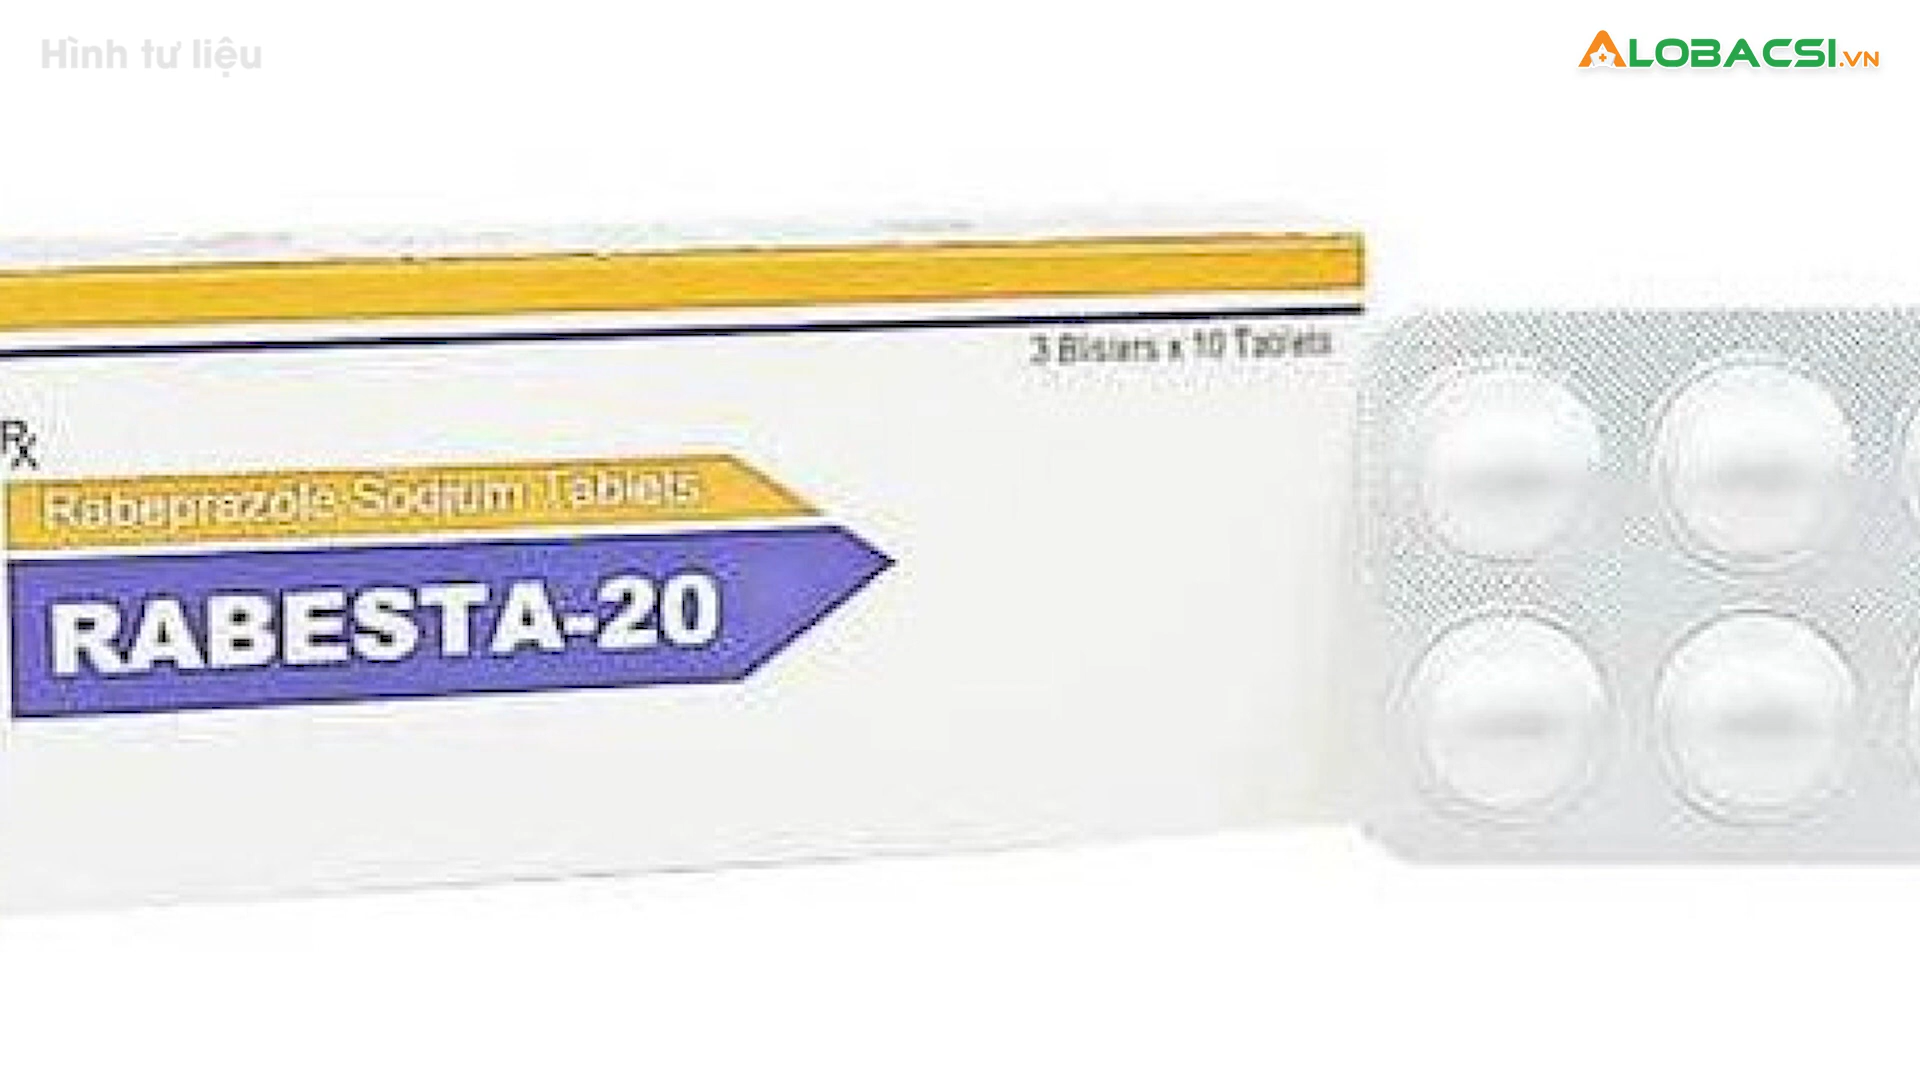 Hình tư liệu
ALOBACSI.VN
3 Blisters x 10 Tablets
Rx
Rabeprazole Sodium Tablets
RABESTA-20